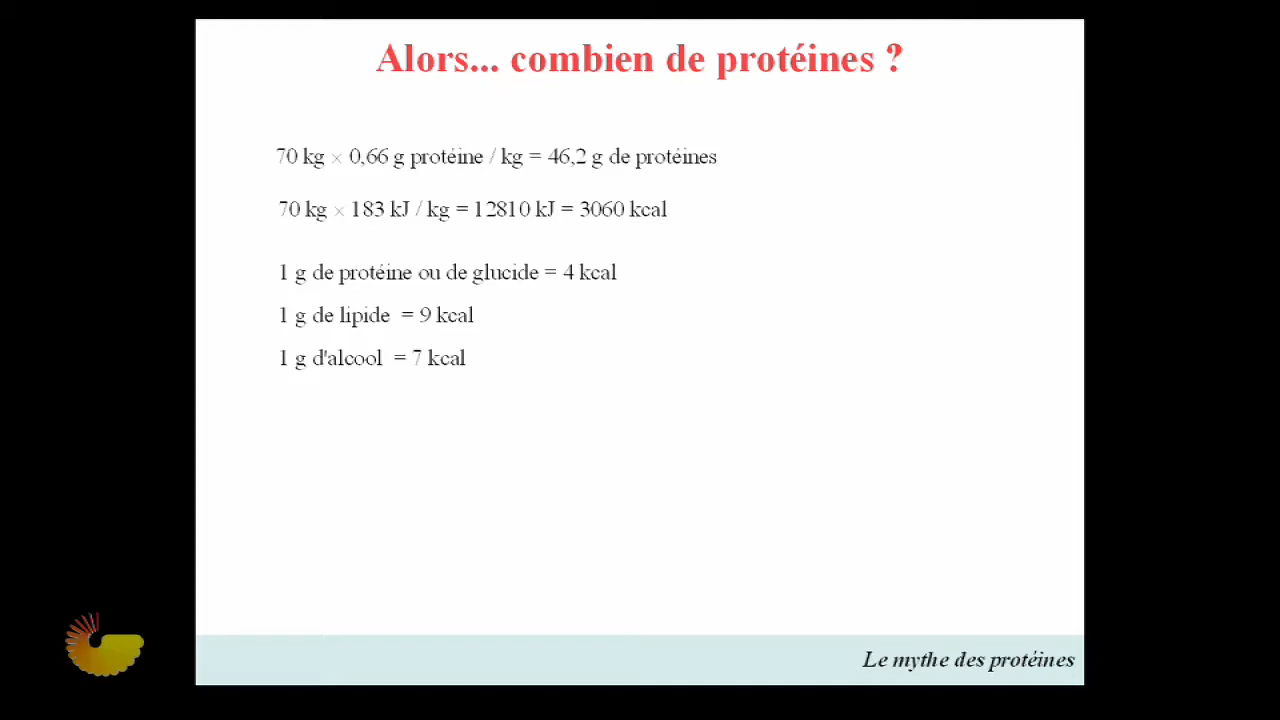 Alors... combien de protéines ?
70 kg × 0,66 g protéine / kg = 46,2 g de protéines
70 kg × 183 kJ / kg = 12810 kJ = 3060 kcal
1 g de protéine ou de glucide = 4 kcal
1 g de lipide = 9 kcal
1 g d'alcool = 7 kcal
Le mythe des protéines